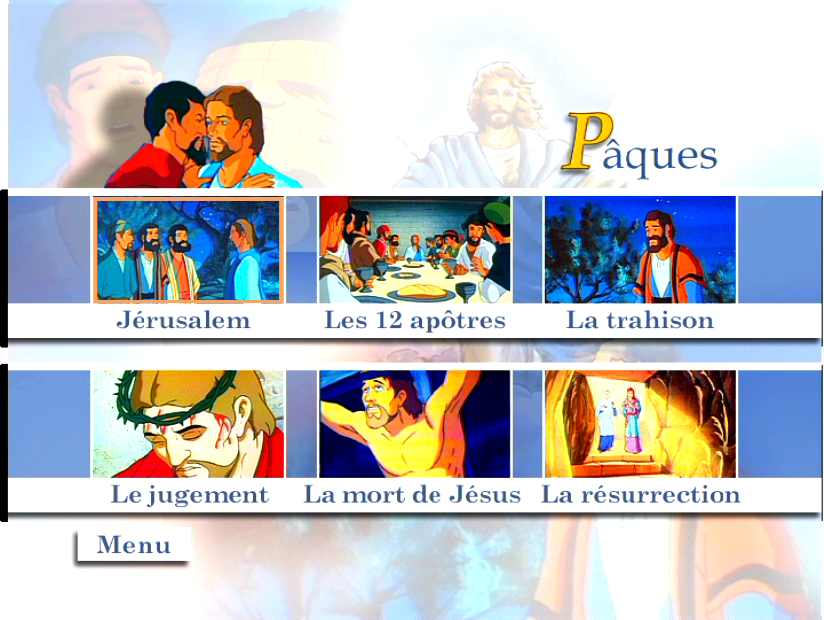 Pâques
Jérusalem
Les 12 apôtres
La trahison
Le jugement
La mort de Jésus
La résurrection
Menu